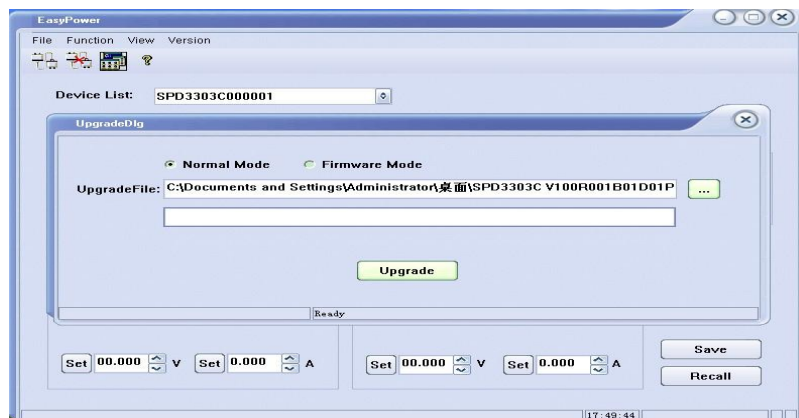 EasyPower
File Function View Version
Device List: SPD3303C000001
UpgradeDlg
Normal Mode Firmware Mode
UpgradeFile: C:\Documents and Settings\Administrator\桌面\SPD3303C V100R001B01D01P
...
Upgrade
Ready
Set 00.000 V Set 0.000 A Set 00.000 V Set 0.000 A
Save
Recall
17:49:44